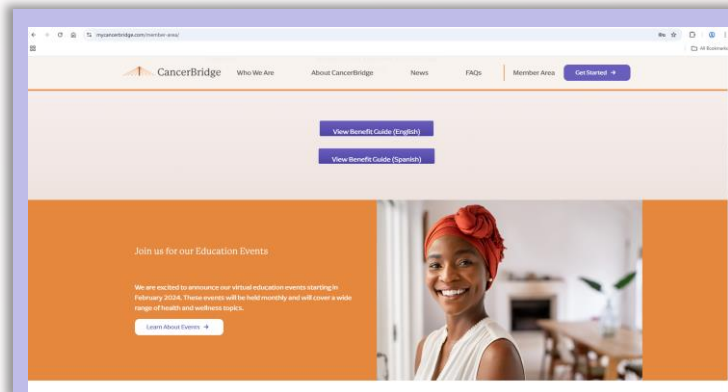 mycancerbridge.com/member-area/
All Bookmarks
CancerBridge Who We Are About CancerBridge News FAQs Member Area Get Started →
View Benefit Guide (English)
View Benefit Guide (Spanish)
Join us for our Education Events
We are excited to announce our virtual education events starting in
February 2024. These events will be held monthly and will cover a wide
range of health and wellness topics.
Learn About Events →